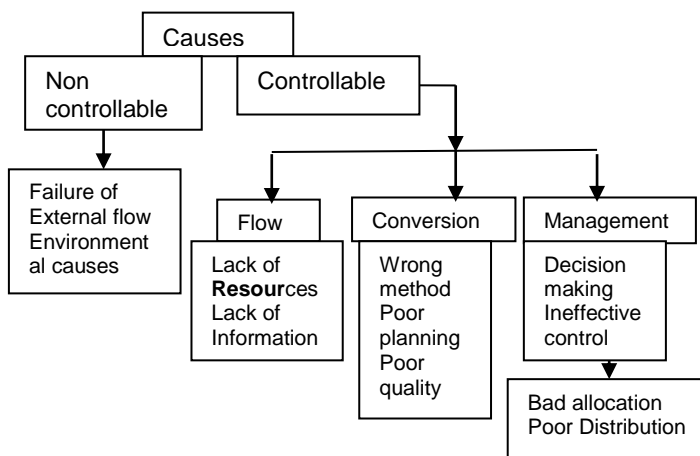 Causes
Non
controllable
Controllable
Failure of
External flow
Environment
al causes
Flow
Lack of
Resources
Lack of
Information
Conversion
Wrong
method
Poor
planning
Poor
quality
Management
Decision
making
Ineffective
control
Bad allocation
Poor Distribution